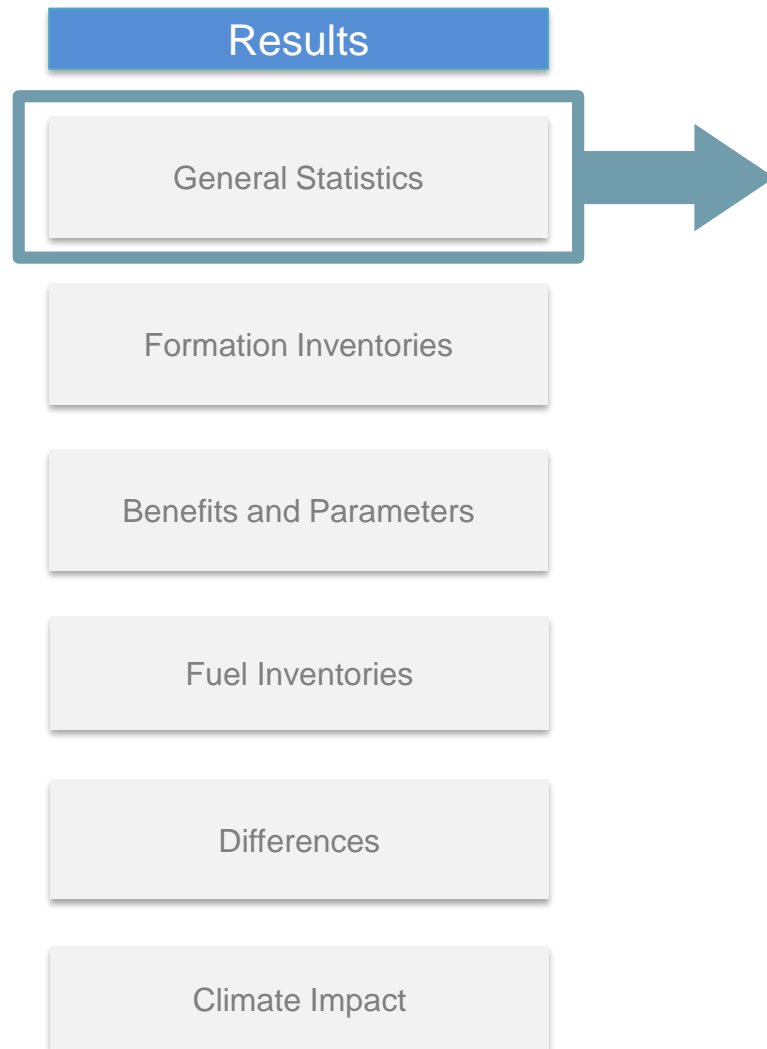 Results
General Statistics
Formation Inventories
Benefits and Parameters
Fuel Inventories
Differences
Climate Impact